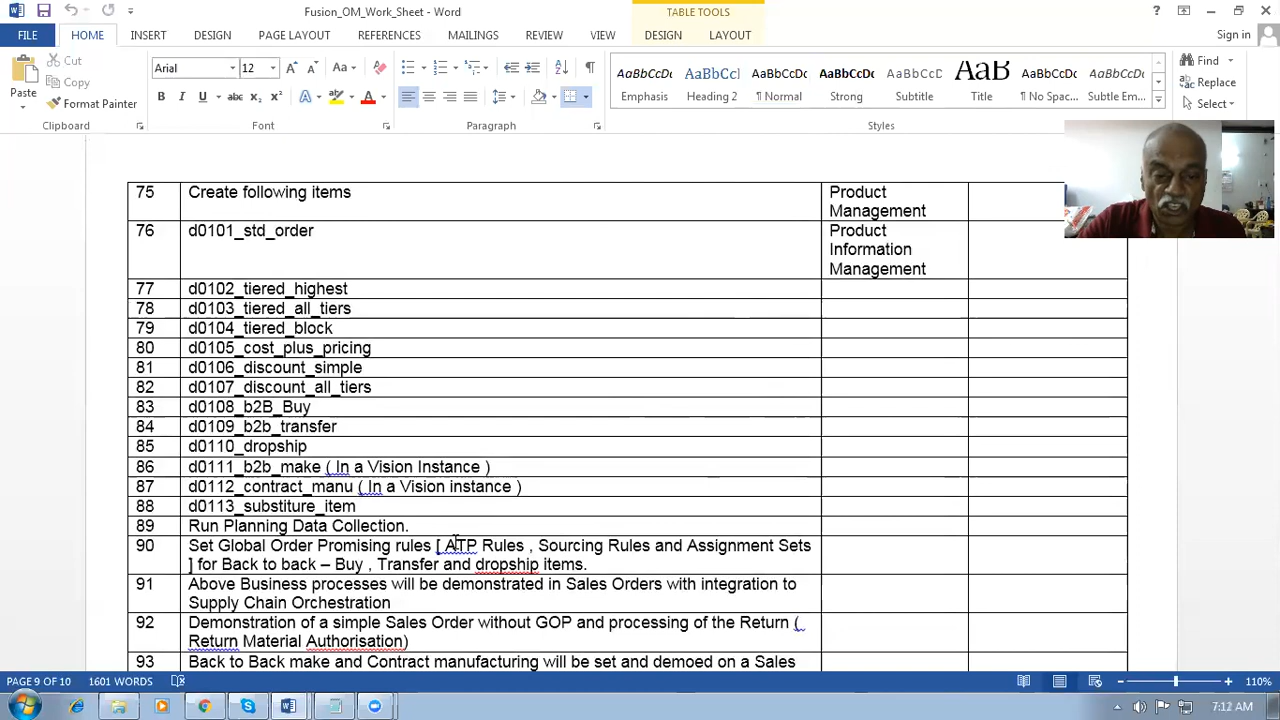 Fusion_OM_Work_Sheet - Word
TABLE TOOLS
FILE HOME INSERT DESIGN PAGE LAYOUT REFERENCES MAILINGS REVIEW VIEW DESIGN LAYOUT Sign in
Cut
Copy
Format Painter
Paste
Clipboard
Arial 12
Font
Paragraph
AaBbCcDc AaBbCcI AaBbCcDc AaBbCcDc AaBbCcDc AaB AaBbCcDc AaBbCcDc
Emphasis Heading 2 ¶ Normal Strong Subtitle Title ¶ No Spac... Subtle Em...
Styles
Find
Replace
Select
75 Create following items Product
Management
76 d0101_std_order Product
Information
Management
77 d0102_tiered_highest
78 d0103_tiered_all_tiers
79 d0104_tiered_block
80 d0105_cost_plus_pricing
81 d0106_discount_simple
82 d0107_discount_all_tiers
83 d0108_b2B_Buy
84 d0109_b2b_transfer
85 d0110_dropship
86 d0111_b2b_make ( In a Vision Instance )
87 d0112_contract_manu ( In a Vision instance )
88 d0113_substiture_item
89 Run Planning Data Collection.
90 Set Global Order Promising rules [ ATP Rules , Sourcing Rules and Assignment Sets
] for Back to back – Buy , Transfer and dropship items.
91 Above Business processes will be demonstrated in Sales Orders with integration to
Supply Chain Orchestration
92 Demonstration of a simple Sales Order without GOP and processing of the Return (
Return Material Authorisation)
93 Back to Back make and Contract manufacturing will be set and demoed on a Sales
PAGE 9 OF 10 1601 WORDS 110%
7:12 AM